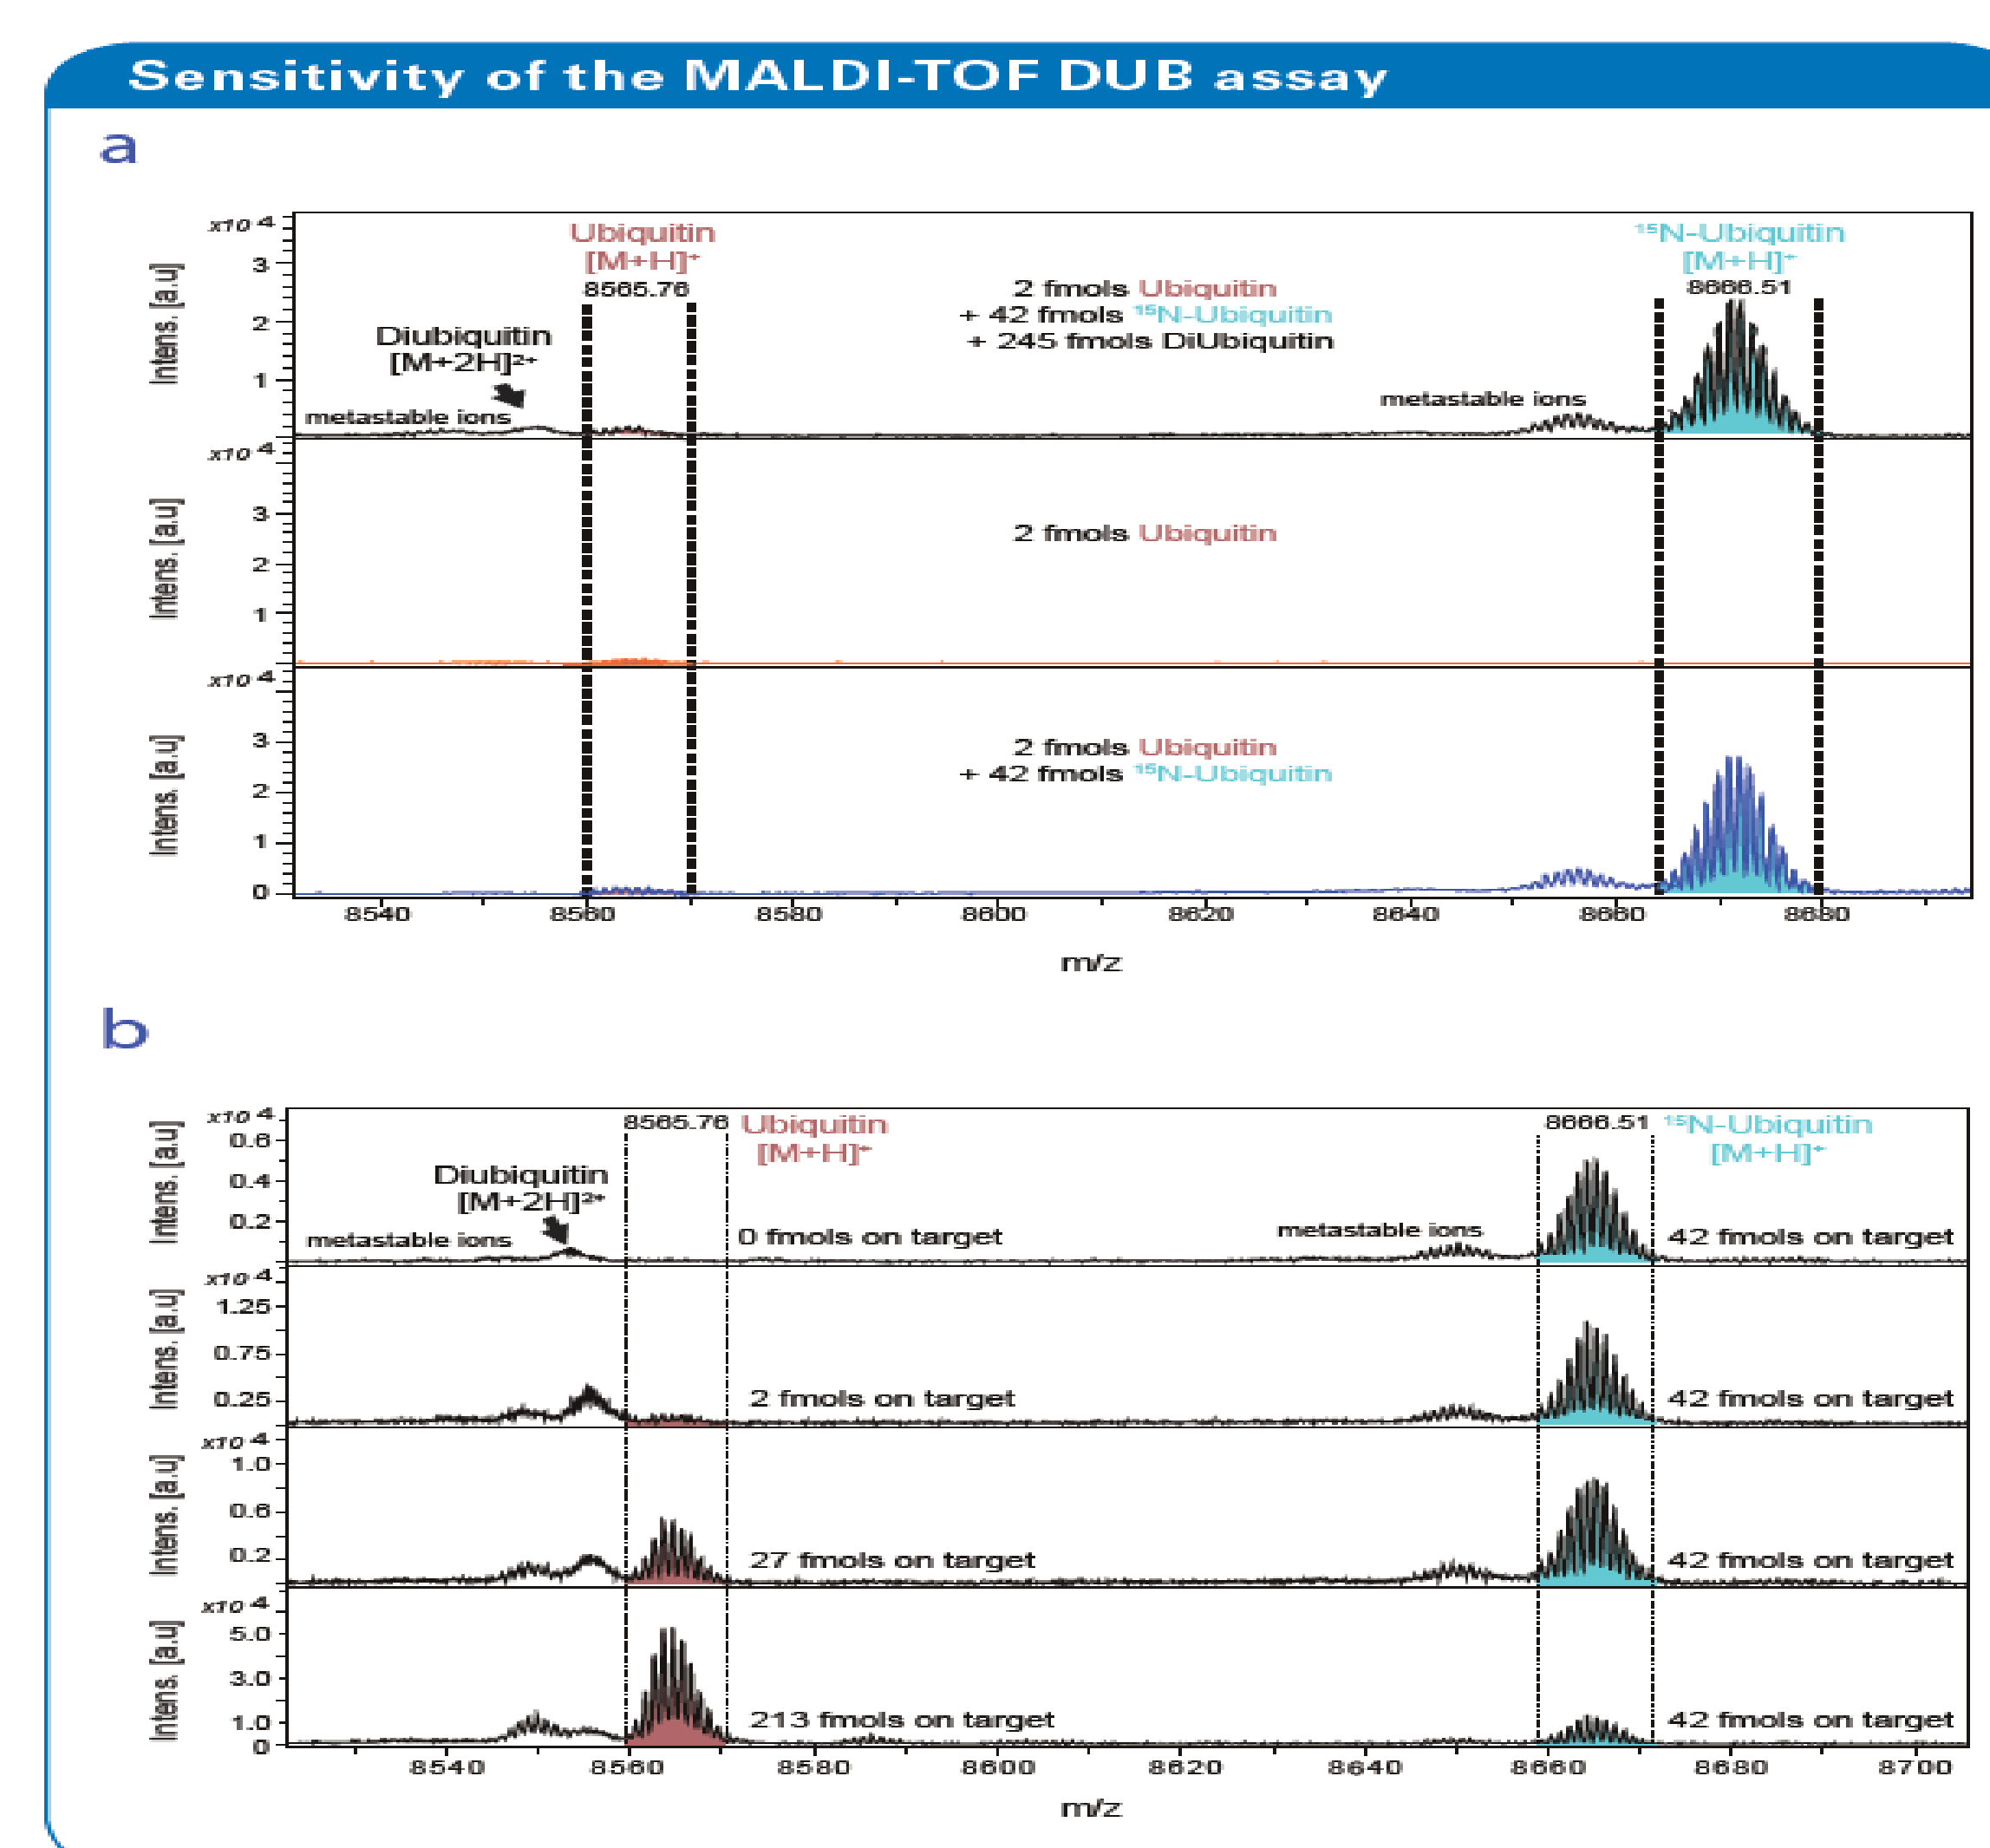 Sensitivity of the MALDI-TOF DUB assay
a
x10 4
Intens. [a.u]
3
2
1
Ubiquitin
[M+H]+
8565.76
Diubiquitin
[M+2H]2+
metastable ions
2 fmols Ubiquitin
+ 42 fmols 15N-Ubiquitin
+ 245 fmols DiUbiquitin
metastable ions
15N-Ubiquitin
[M+H]+
8666.51
x10 4
Intens. [a.u]
3
2
1
2 fmols Ubiquitin
x10 4
Intens. [a.u]
3
2
1
0
2 fmols Ubiquitin
+ 42 fmols 15N-Ubiquitin
8540 8560 8580 8600 8620 8640 8660 8680
m/z
b
x10 4
Intens. [a.u]
0.6
0.4
0.2
8565.76 Ubiquitin
[M+H]+
Diubiquitin
[M+2H]2+
metastable ions
0 fmols on target
metastable ions
8666.51 15N-Ubiquitin
[M+H]+
42 fmols on target
x10 4
Intens. [a.u]
1.25
0.75
0.25
2 fmols on target
42 fmols on target
x10 4
Intens. [a.u]
1.0
0.6
0.2
27 fmols on target
42 fmols on target
x10 4
Intens. [a.u]
5.0
3.0
1.0
0
213 fmols on target
42 fmols on target
8540 8560 8580 8600 8620 8640 8660 8680 8700
m/z